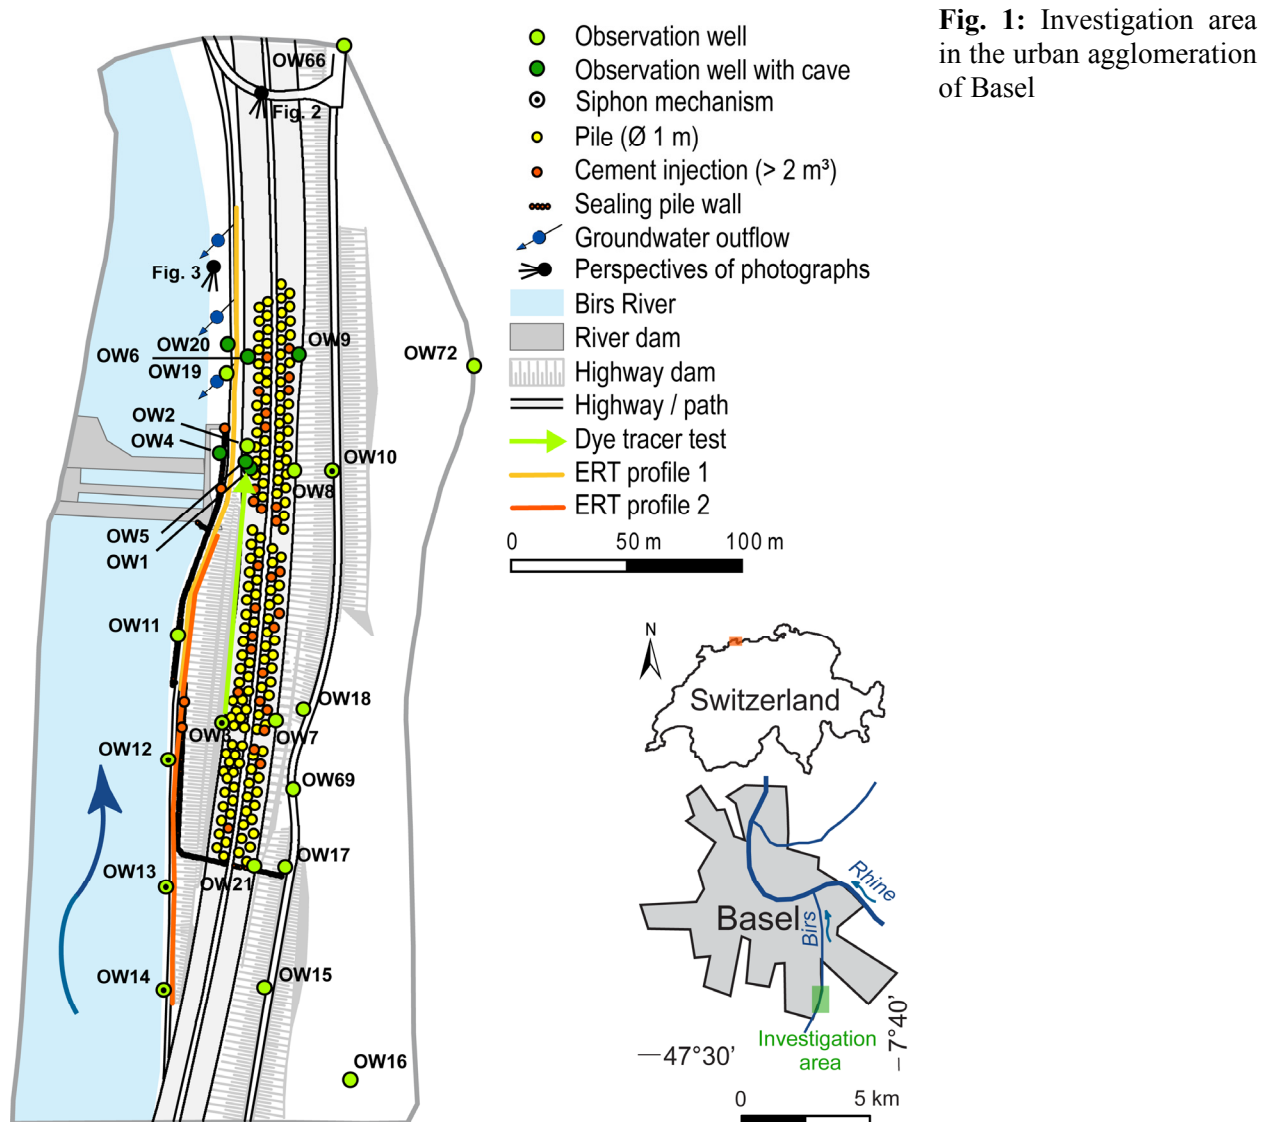 Fig. 1: Investigation area
in the urban agglomeration
of Basel
Observation well
Observation well with cave
Siphon mechanism
Pile (Ø 1 m)
Cement injection (> 2 m³)
Sealing pile wall
Groundwater outflow
Perspectives of photographs
Birs River
River dam
Highway dam
Highway / path
Dye tracer test
ERT profile 1
ERT profile 2
0 50 m 100 m
OW66
Fig. 2
Fig. 3
OW20
OW9
OW6
OW72
OW19
OW2
OW4
OW10
OW8
OW5
OW1
OW11
OW18
OW3
OW7
OW12
OW69
OW17
OW13
OW21
OW14
OW15
OW16
N
Switzerland
Rhine
Basel
Birs
Investigation
area
47°30’
7°40’
0 5 km